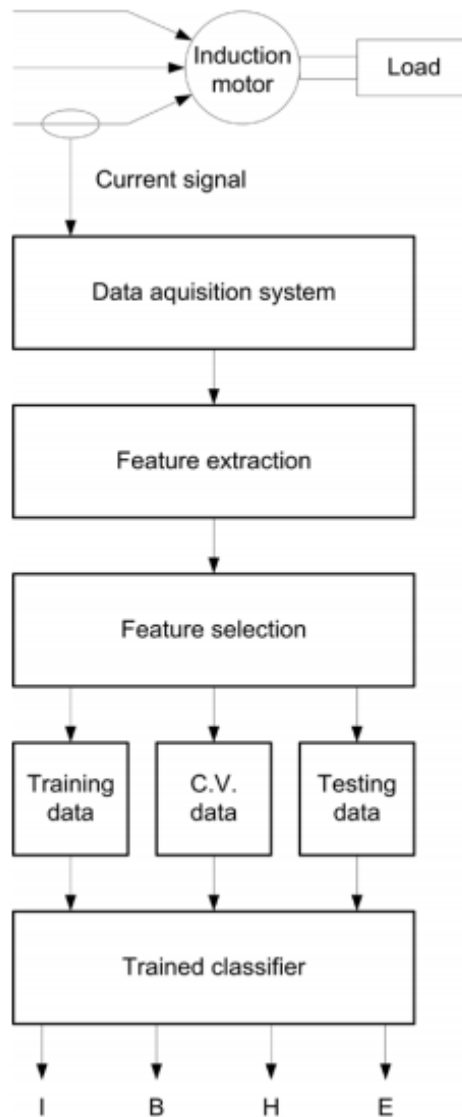 Induction
motor
Load
Current signal
Data aquisition system
Feature extraction
Feature selection
Training
data
C.V.
data
Testing
data
Trained classifier
I B H E